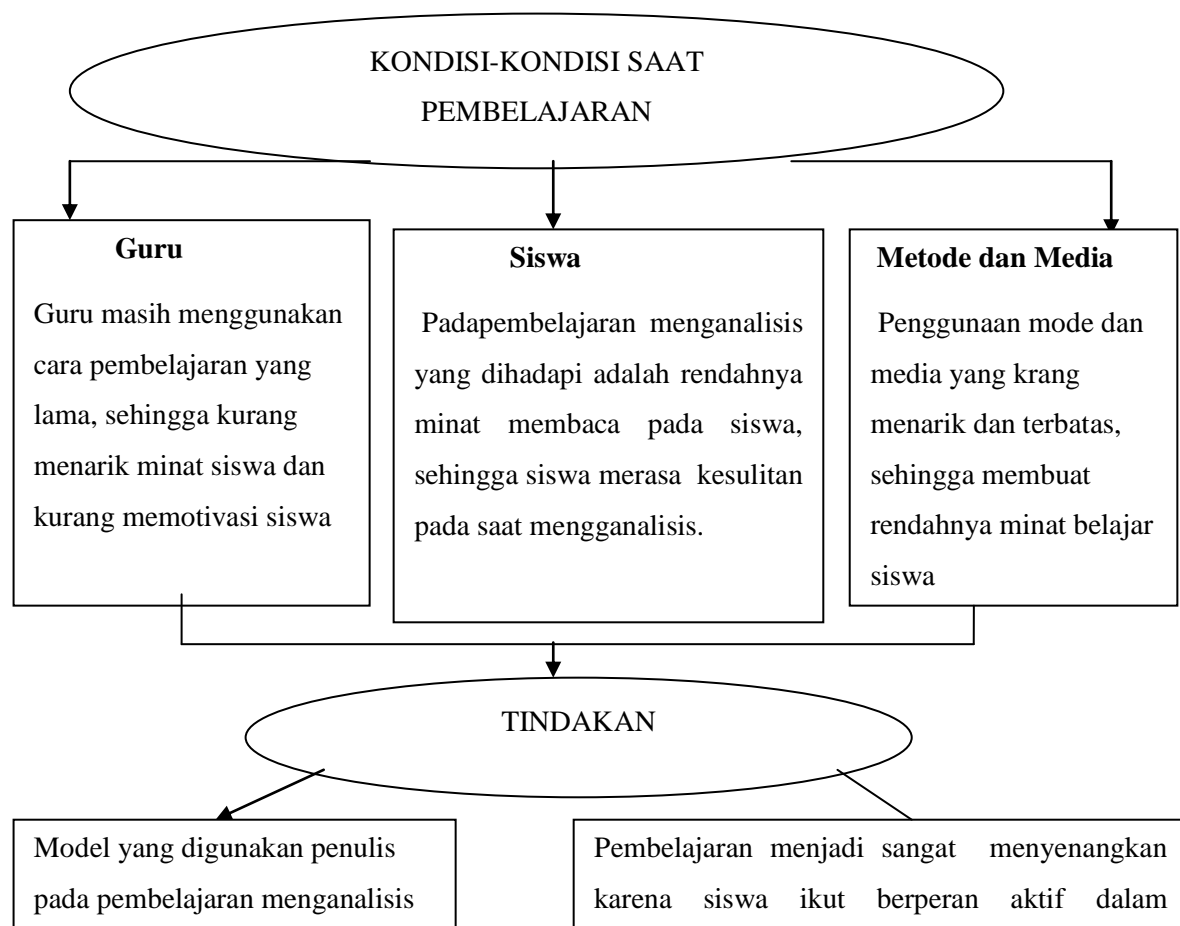 KONDISI-KONDISI SAAT
PEMBELAJARAN
Guru
Guru masih menggunakan
cara pembelajaran yang
lama, sehingga kurang
menarik minat siswa dan
kurang memotivasi siswa
Siswa
Padapembelajaran menganalisis
yang dihadapi adalah rendahnya
minat membaca pada siswa,
sehingga siswa merasa kesulitan
pada saat mengganalisis.
Metode dan Media
Penggunaan mode dan
media yang krang
menarik dan terbatas,
sehingga membuat
rendahnya minat belajar
siswa
TINDAKAN
Model yang digunakan penulis
pada pembelajaran menganalisis
Pembelajaran menjadi sangat menyenangkan
karena siswa ikut berperan aktif dalam